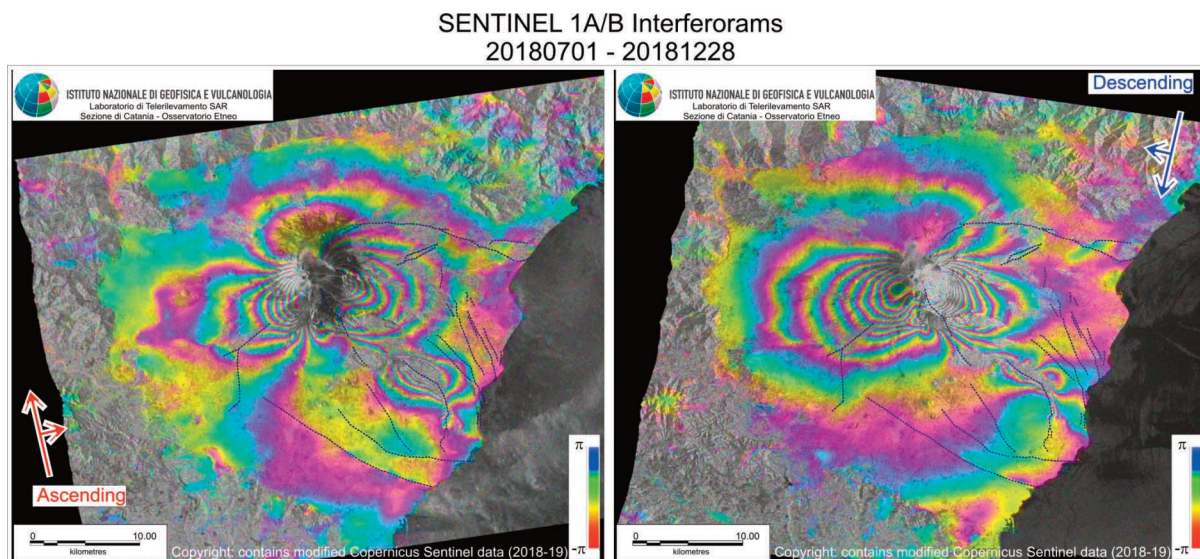 SENTINEL 1A/B Interferorams
20180701 - 20181228
ISTITUTO NAZIONALE DI GEOFISICA E VULCANOLOGIA
Laboratorio di Telerilevamento SAR
Sezione di Catania - Osservatorio Etneo
Ascending
0 10.00
kilometres
Copyright: contains modified Copernicus Sentinel data (2018-19)
π
-π
ISTITUTO NAZIONALE DI GEOFISICA E VULCANOLOGIA
Laboratorio di Telerilevamento SAR
Sezione di Catania - Osservatorio Etneo
Descending
0 10.00
kilometres
Copyright: contains modified Copernicus Sentinel data (2018-19)
π
-π